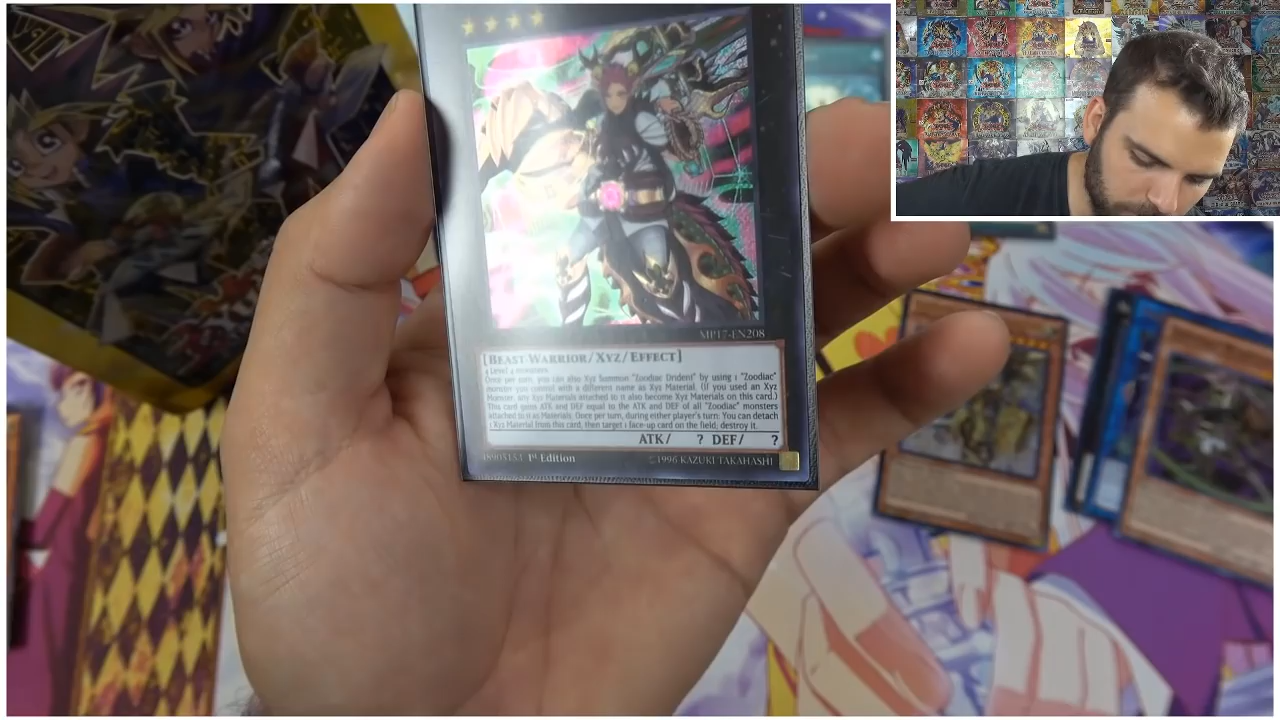 MP17-EN208
[BEAST-WARRIOR/XYZ/EFFECT]
4 Level 4 monsters
Once per turn, you can also Xyz Summon "Zoodiac Drident" by using 1 "Zoodiac"
monster you control with a different name as Xyz Material. (If you used an Xyz
Monster, any Xyz Materials attached to it also become Xyz Materials on this card.)
This card gains ATK and DEF equal to the ATK and DEF of all "Zoodiac" monsters
attached to it as Materials. Once per turn, during either player's turn: You can detach
1 Xyz Material from this card, then target 1 face-up card on the field; destroy it.
ATK/ ? DEF/ ?
1st Edition
©1996 KAZUKI TAKAHASHI